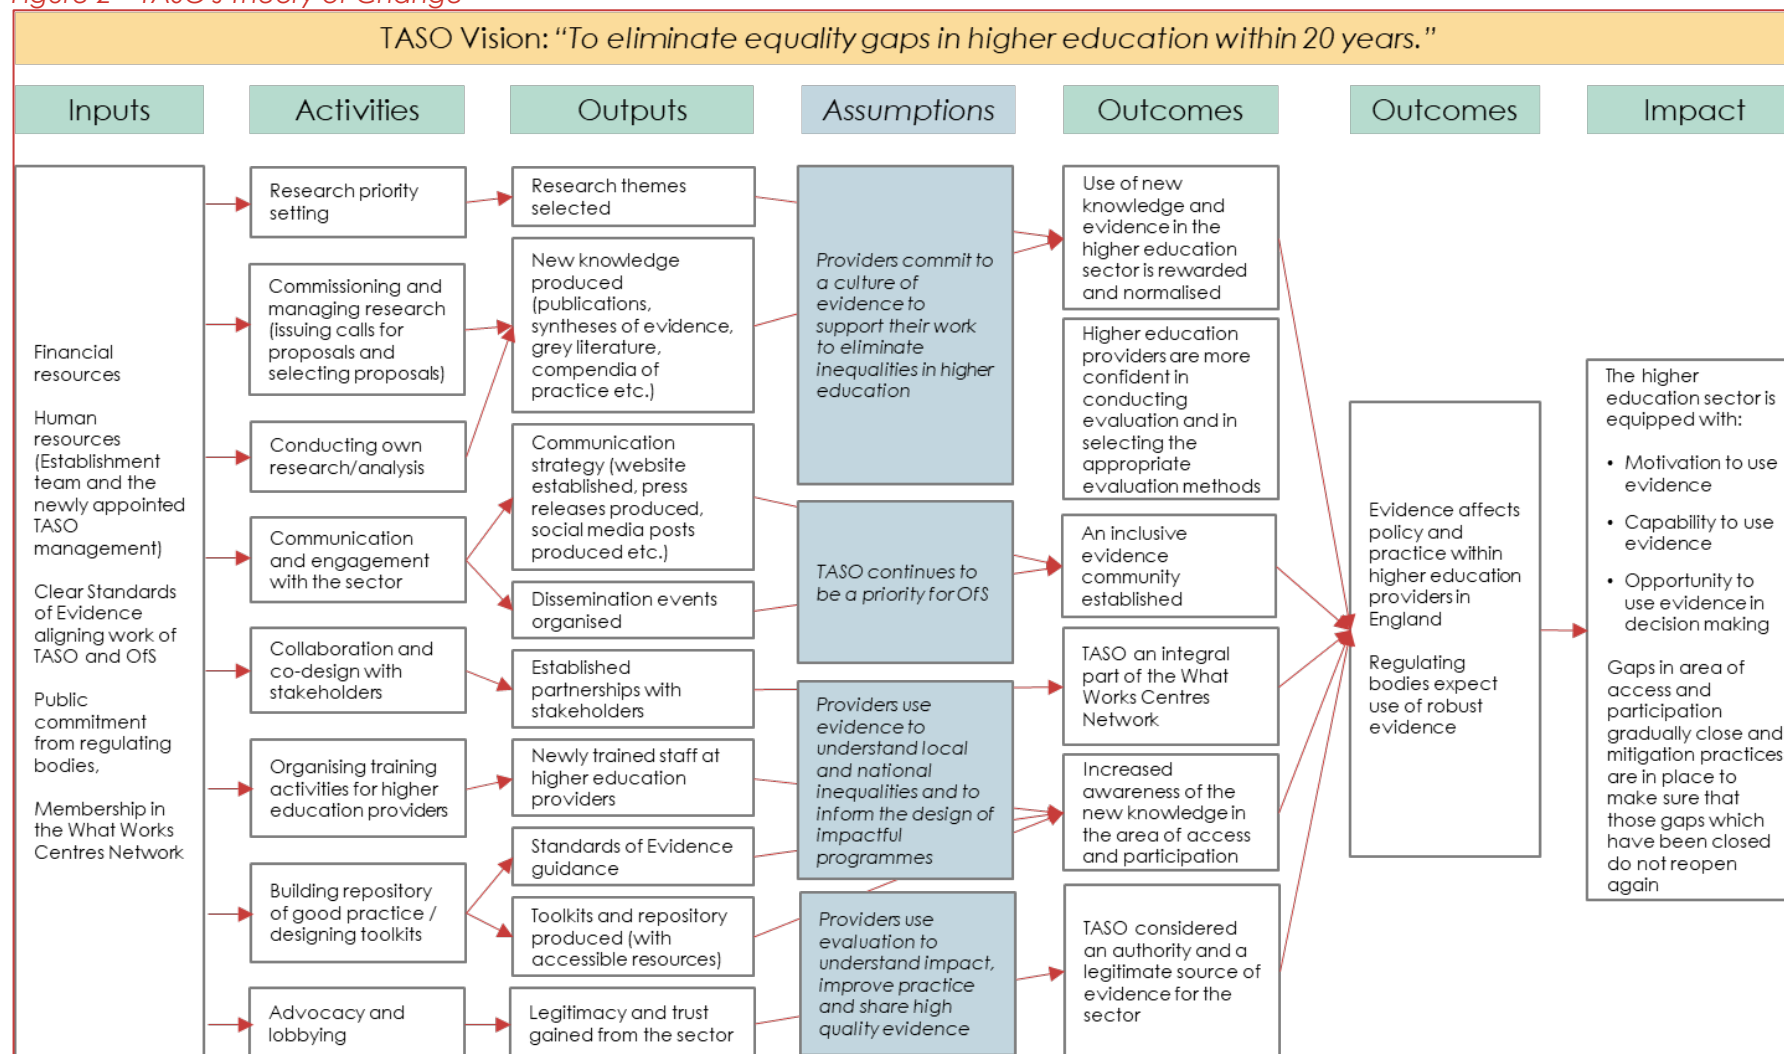 Figure 2 – TASO's Theory of Change
TASO Vision: “To eliminate equality gaps in higher education within 20 years.”
Inputs
Activities
Outputs
Assumptions
Outcomes
Outcomes
Impact
Financial
resources
Human
resources
(Establishment
team and the
newly appointed
TASO
management)
Clear Standards
of Evidence
aligning work of
TASO and OfS
Public
commitment
from regulating
bodies,
Membership in
the What Works
Centres Network
Research priority
setting
Commissioning and
managing research
(issuing calls for
proposals and
selecting proposals)
Conducting own
research/analysis
Communication
and engagement
with the sector
Collaboration and
co-design with
stakeholders
Organising training
activities for higher
education providers
Building repository
of good practice /
designing toolkits
Advocacy and
lobbying
Research themes
selected
New knowledge
produced
(publications,
syntheses of evidence,
grey literature,
compendia of
practice etc.)
Communication
strategy (website
established, press
releases produced,
social media posts
produced etc.)
Dissemination events
organised
Established
partnerships with
stakeholders
Newly trained staff at
higher education
providers
Standards of Evidence
guidance
Toolkits and repository
produced (with
accessible resources)
Legitimacy and trust
gained from the sector
Providers commit to
a culture of
evidence to
support their work
to eliminate
inequalities in higher
education
TASO continues to
be a priority for OfS
Providers use
evidence to
understand local
and national
inequalities and to
inform the design of
impactful
programmes
Providers use
evaluation to
understand impact,
improve practice
and share high
quality evidence
Use of new
knowledge and
evidence in the
higher education
sector is rewarded
and normalised
Higher education
providers are more
confident in
conducting
evaluation and in
selecting the
appropriate
evaluation methods
An inclusive
evidence
community
established
TASO an integral
part of the What
Works Centres
Network
Increased
awareness of the
new knowledge in
the area of access
and participation
TASO considered
an authority and a
legitimate source of
evidence for the
sector
Evidence affects
policy and
practice within
higher education
providers in
England
Regulating
bodies expect
use of robust
evidence
The higher
education sector is
equipped with:
• Motivation to use
evidence
• Capability to use
evidence
• Opportunity to
use evidence in
decision making
Gaps in area of
access and
participation
gradually close and
mitigation practices
are in place to
make sure that
those gaps which
have been closed
do not reopen
again